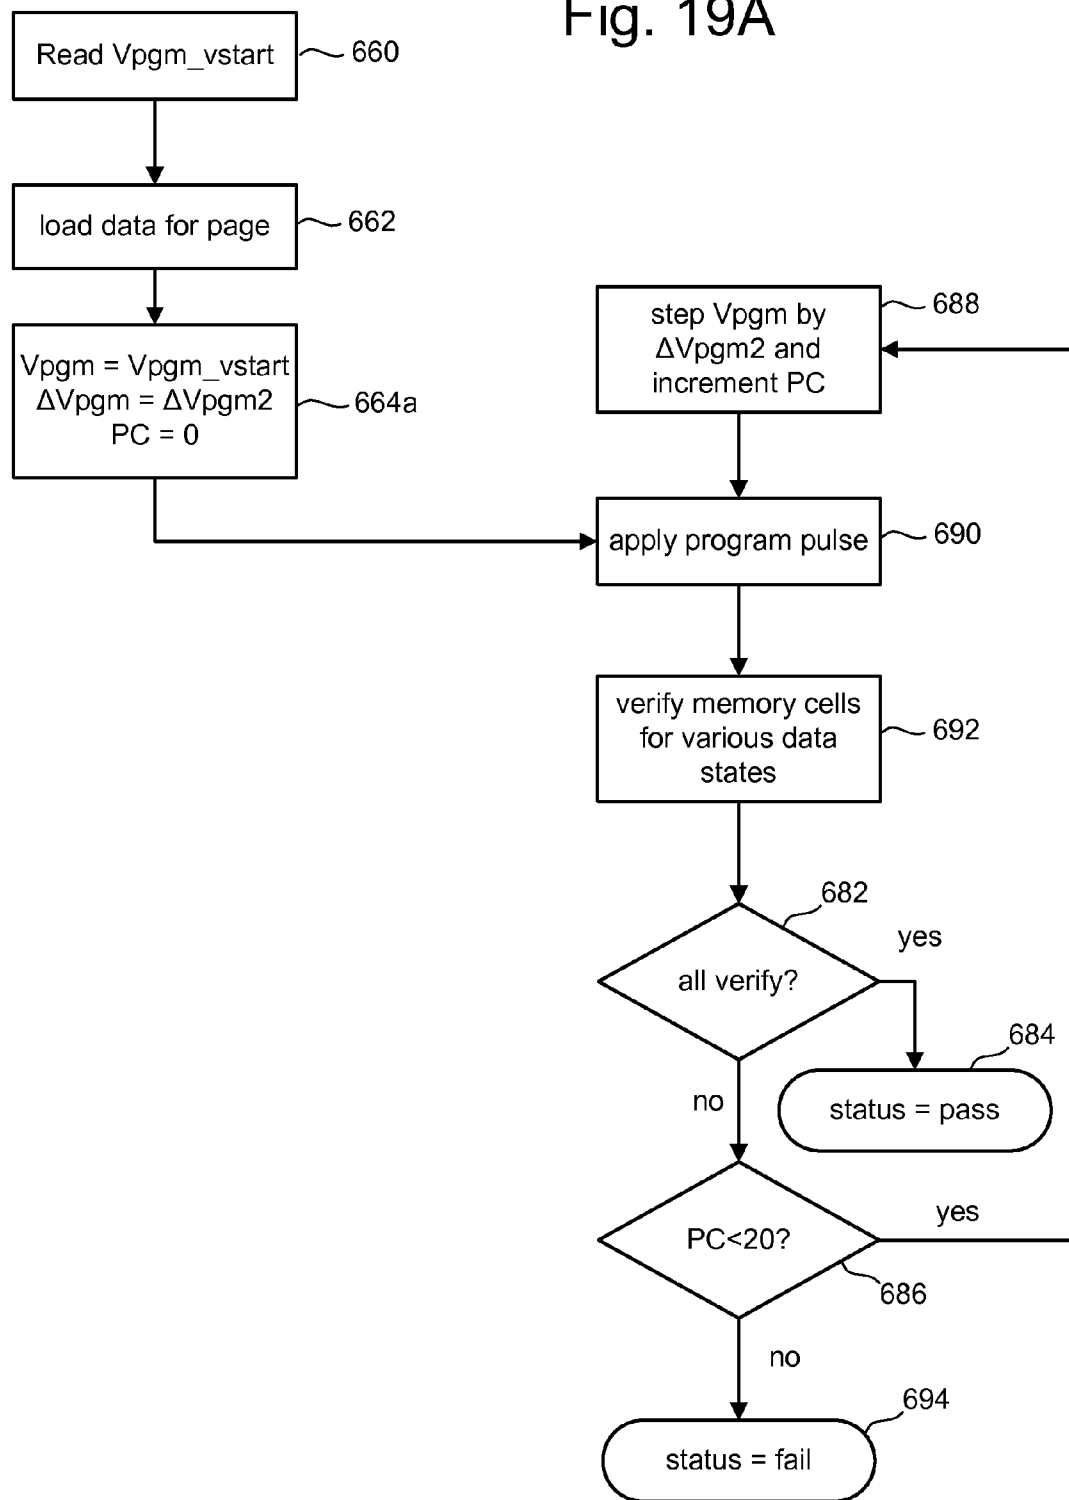 Fig. 19A
Read Vpgm_vstart
660
load data for page
662
Vpgm = Vpgm_vstart
ΔVpgm = ΔVpgm2
PC = 0
664a
step Vpgm by
ΔVpgm2 and
increment PC
688
apply program pulse
690
verify memory cells
for various data
states
692
682
all verify?
yes
684
status = pass
no
PC<20?
yes
686
no
694
status = fail